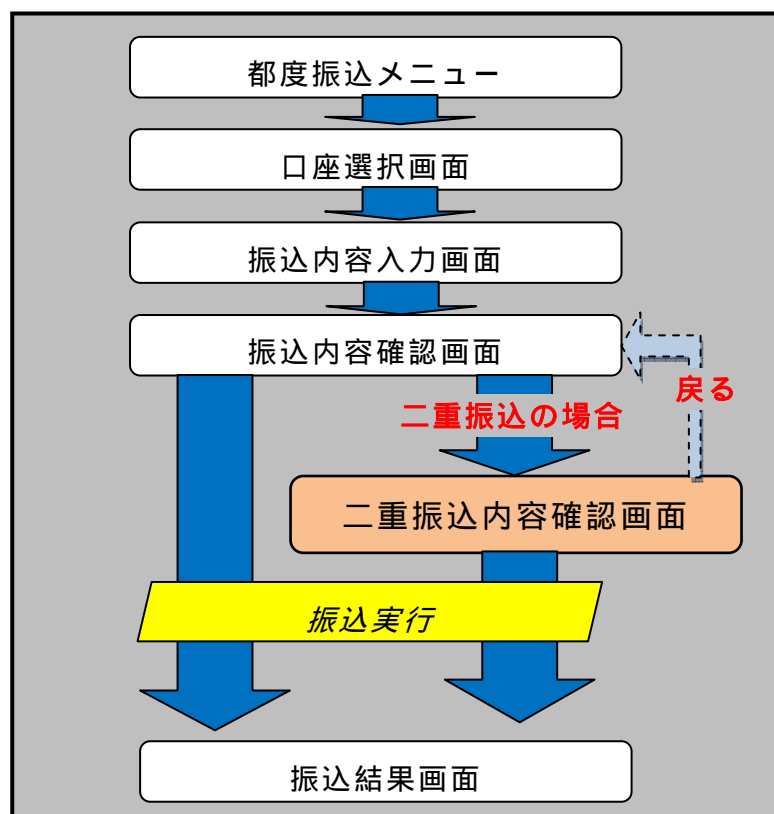 都度振込メニュー
口座選択画面
振込内容入力画面
振込内容確認画面
戻る
二重振込の場合
二重振込内容確認画面
振込実行
振込結果画面